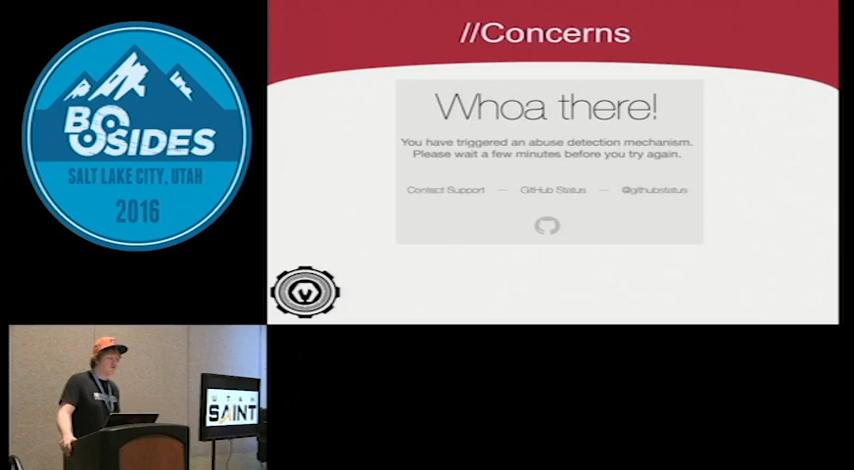 //Concerns
Whoa there!
You have triggered an abuse detection mechanism.
Please wait a few minutes before you try again.
Contact Support — GitHub Status — @githubstatus
BSIDES
SALT LAKE CITY, UTAH
2016
UTAH
SAINT